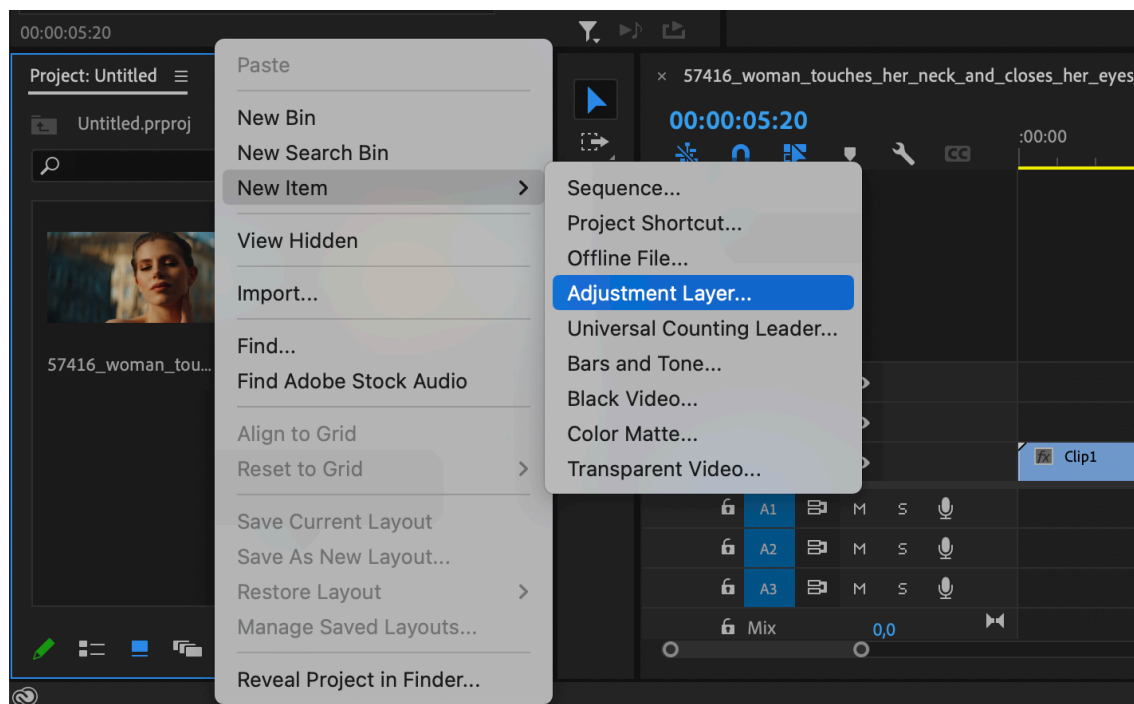 00:00:05:20
Project: Untitled
Untitled.prproj
57416_woman_tou...
Paste
New Bin
New Search Bin
New Item
View Hidden
Import...
Find...
Find Adobe Stock Audio
Align to Grid
Reset to Grid
Save Current Layout
Save As New Layout...
Restore Layout
Manage Saved Layouts...
Reveal Project in Finder...
Sequence...
Project Shortcut...
Offline File...
Adjustment Layer...
Universal Counting Leader...
Bars and Tone...
Black Video...
Color Matte...
Transparent Video...
× 57416_woman_touches_her_neck_and_closes_her_eyes
00:00:05:20
CC
:00:00
fx Clip1
A1 M S
A2 M S
A3 M S
Mix 0,0